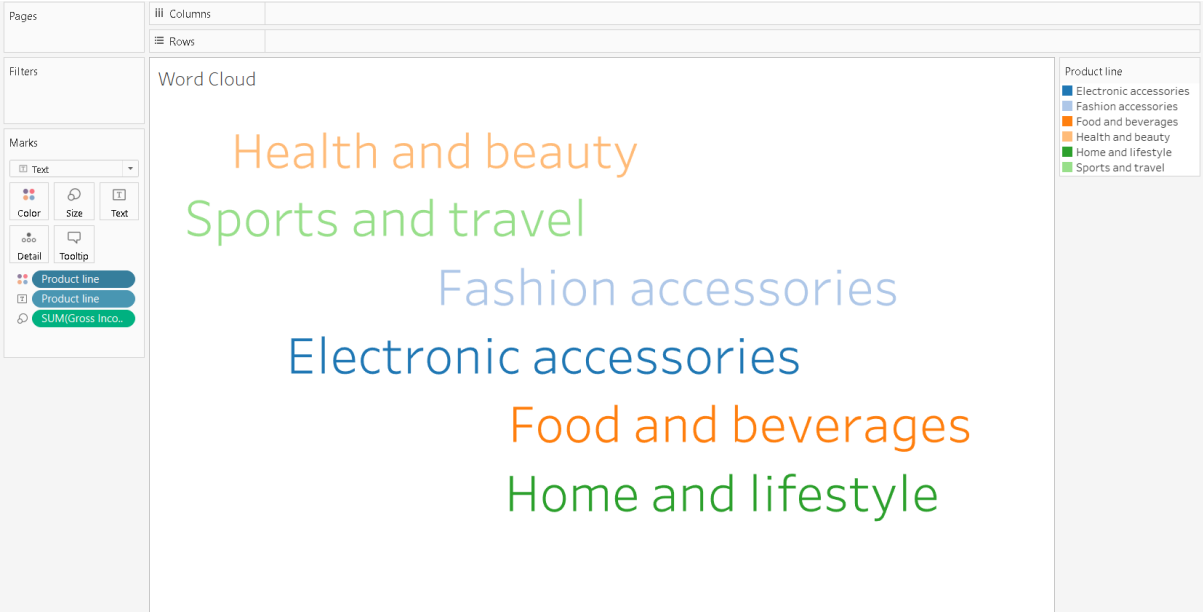 Pages
Columns
Rows
Filters
Marks
Text
Color
Size
Text
Detail
Tooltip
Product line
Product line
SUM(Gross Inco..
Word Cloud
Health and beauty
Sports and travel
Fashion accessories
Electronic accessories
Food and beverages
Home and lifestyle
Product line
Electronic accessories
Fashion accessories
Food and beverages
Health and beauty
Home and lifestyle
Sports and travel